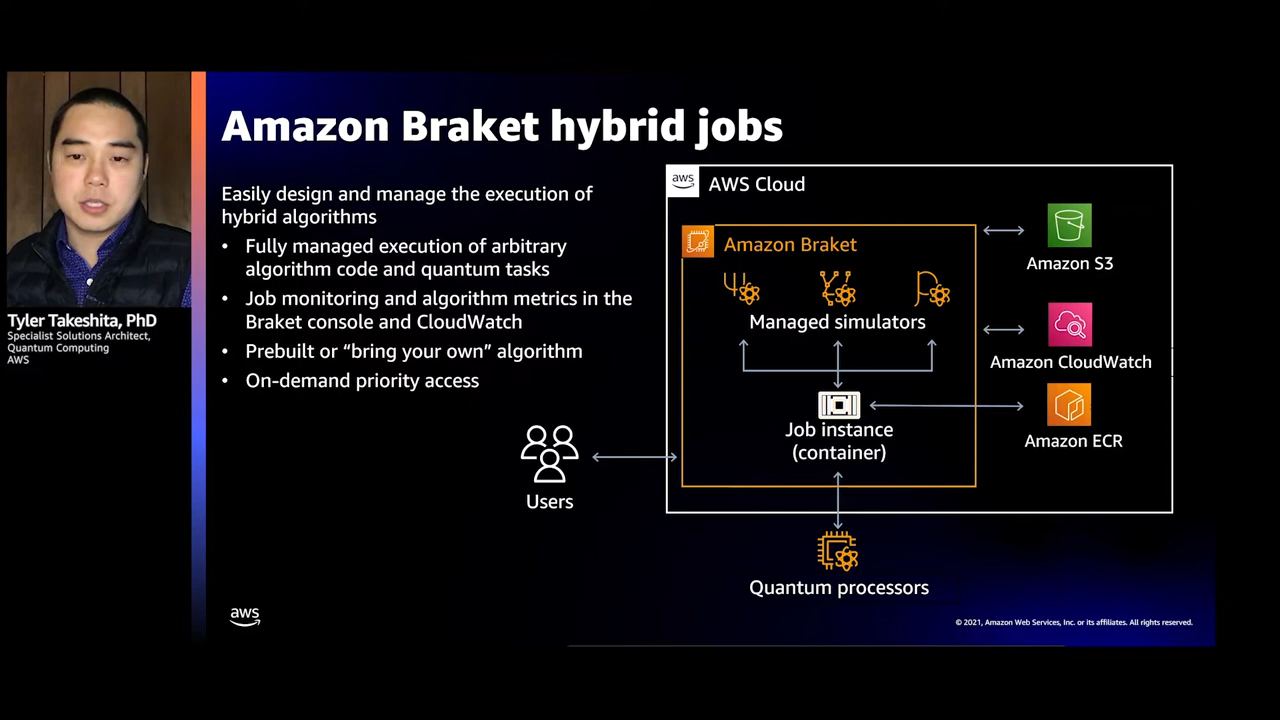 Amazon Braket hybrid jobs
Easily design and manage the execution of
hybrid algorithms
• Fully managed execution of arbitrary
algorithm code and quantum tasks
• Job monitoring and algorithm metrics in the
Braket console and CloudWatch
• Prebuilt or “bring your own” algorithm
• On-demand priority access
Tyler Takeshita, PhD
Specialist Solutions Architect,
Quantum Computing
AWS
Users
aws
AWS Cloud
Amazon Braket
Managed simulators
Job instance
(container)
Quantum processors
Amazon S3
Amazon CloudWatch
Amazon ECR
aws
© 2021, Amazon Web Services, Inc. or its affiliates. All rights reserved.